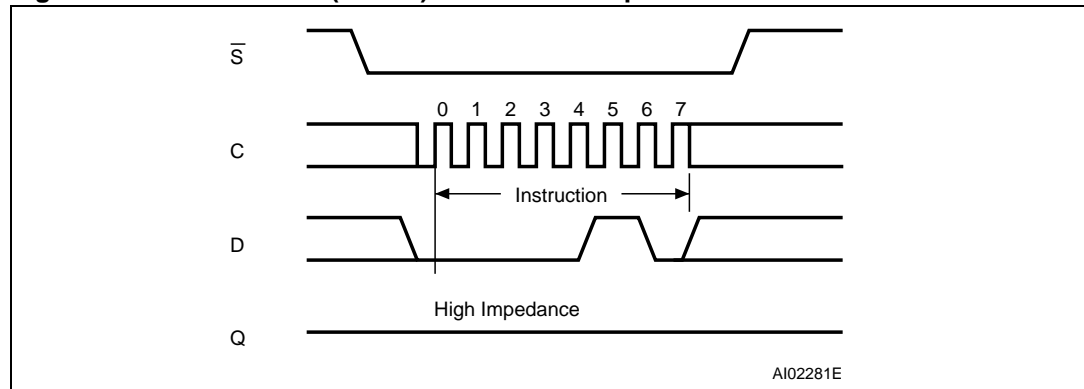 S̅
0 1 2 3 4 5 6 7
C
Instruction
D
High Impedance
Q
AI02281E